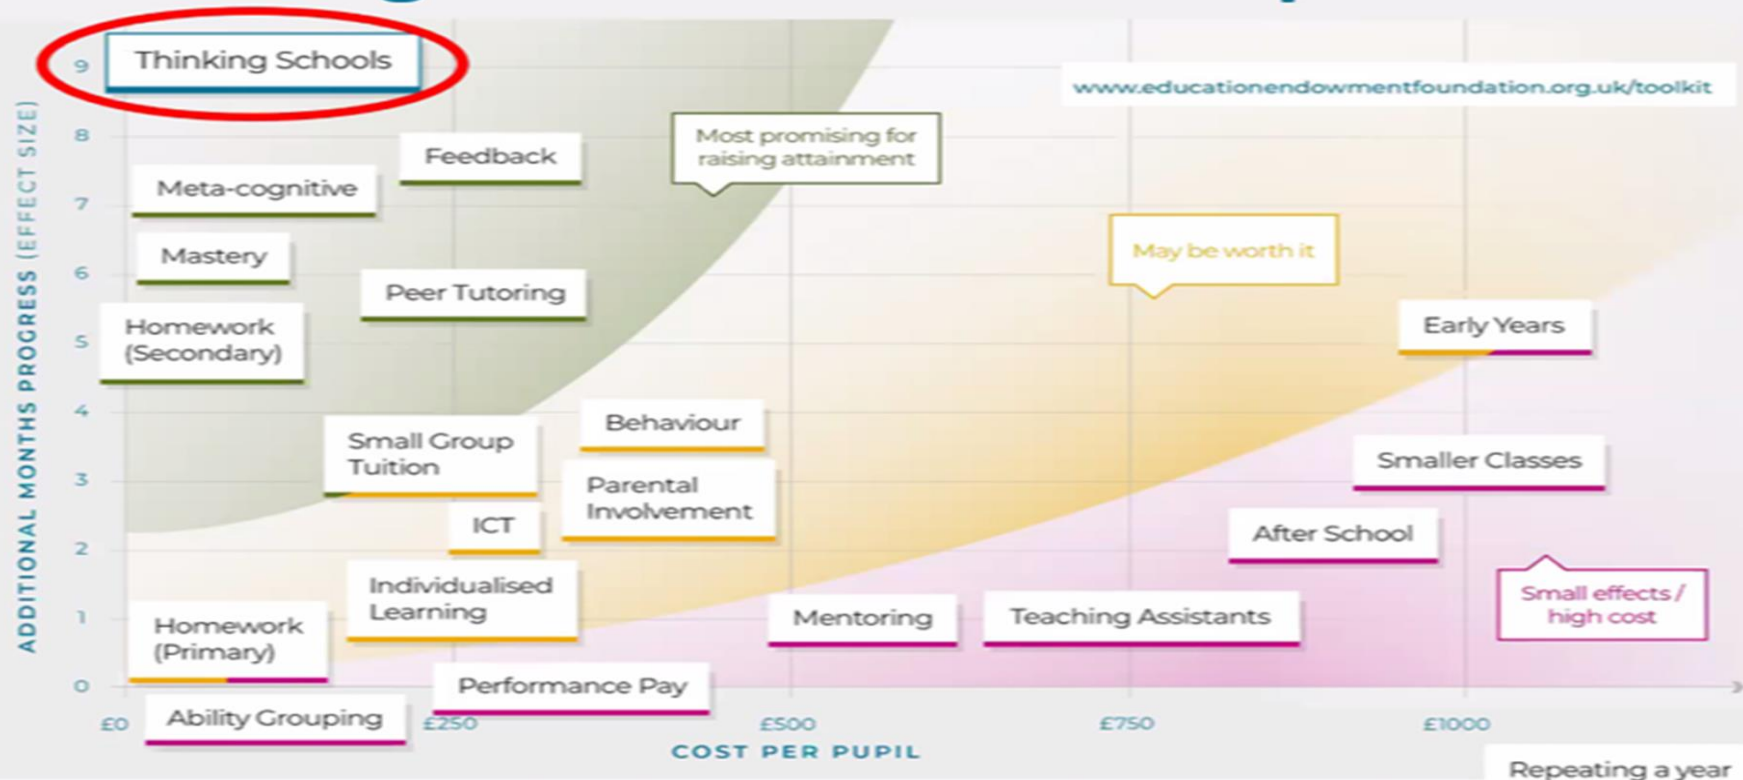 Thinking Schools
www.educationendowmentfoundation.org.uk/toolkit
ADDITIONAL MONTHS PROGRESS (EFFECT SIZE)
9
8
7
6
5
4
3
2
1
0
Feedback
Most promising for
raising attainment
Meta-cognitive
Mastery
Peer Tutoring
May be worth it
Homework
(Secondary)
Early Years
Small Group
Tuition
Behaviour
Smaller Classes
Parental
Involvement
ICT
After School
Individualised
Learning
Small effects /
high cost
Homework
(Primary)
Mentoring
Teaching Assistants
Performance Pay
Ability Grouping
£0
£250
£500
£750
£1000
COST PER PUPIL
Repeating a year